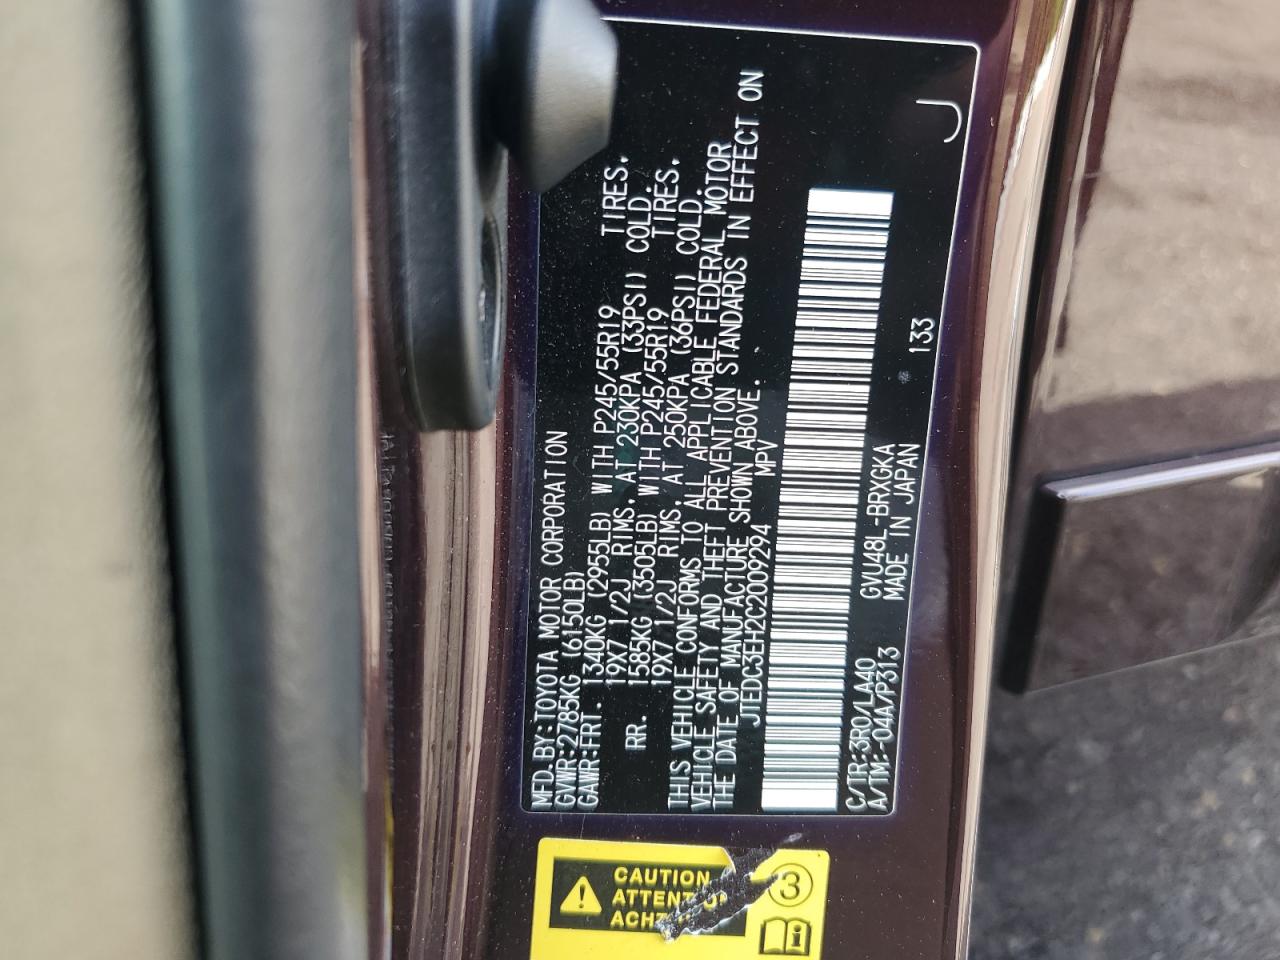 MFD.BY:TOYOTA MOTOR CORPORATION
GVWR:2785KG (6150LB)
GAWR:FRT. 1340KG (2955LB) WITH P245/55R19 TIRES.
19X7 1/2J RIMS. AT 230KPA (33PSI) COLD.
RR. 1585KG (3505LB) WITH P245/55R19 TIRES.
19X7 1/2J RIMS. AT 250KPA (36PSI) COLD.
THIS VEHICLE CONFORMS TO ALL APPLICABLE FEDERAL MOTOR
VEHICLE SAFETY AND THEFT PREVENTION STANDARDS IN EFFECT ON
THE DATE OF MANUFACTURE SHOWN ABOVE.
JTEDC3EH2C2009294 MPV
C/TR:3R0/LA40 GVU48L-BRXGKA 133
A/TM:-04A/P313 MADE IN JAPAN
J
CAUTION
ATTENTION
3
i